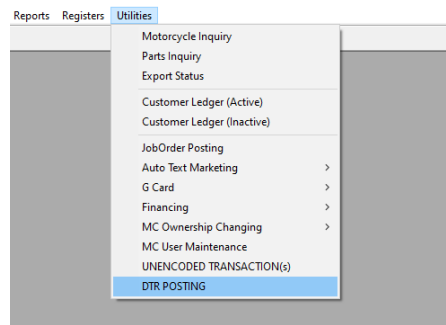 Reports Registers Utilities
Motorcycle Inquiry
Parts Inquiry
Export Status
Customer Ledger (Active)
Customer Ledger (Inactive)
JobOrder Posting
Auto Text Marketing
G Card
Financing
MC Ownership Changing
MC User Maintenance
UNENCODED TRANSACTION(s)
DTR POSTING